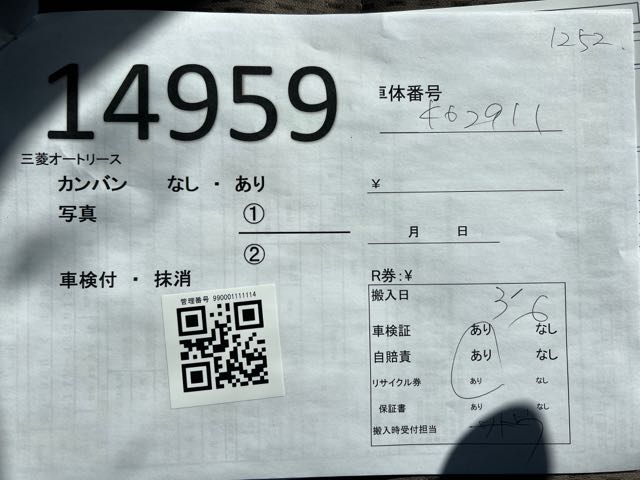 1252
14959
車体番号
402911
三菱オートリース
カンバン なし ・ あり
¥
写真 ①
②
月 日
車検付 ・ 抹消
R券:¥
管理番号 990001111114
搬入日 3/6
車検証 あり なし
自賠責 あり なし
リサイクル券 あり なし
保証書 あり なし
搬入時受付担当